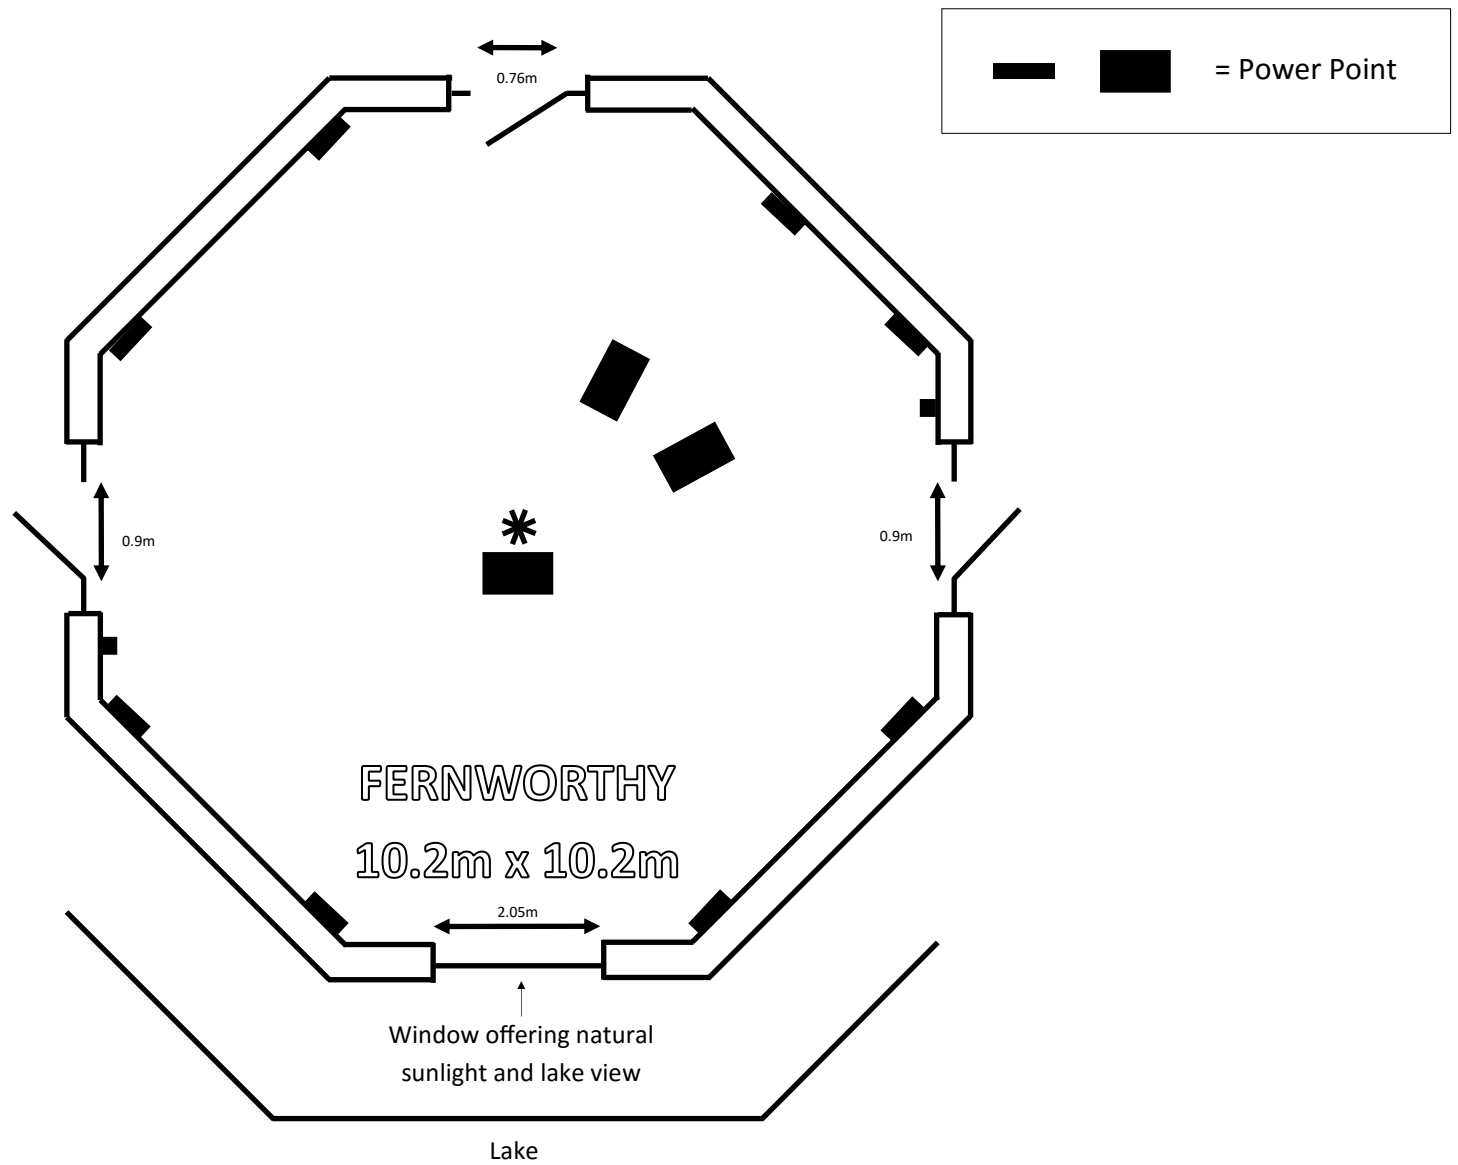 0.76m
= Power Point
0.9m
0.9m
FERNWORTHY
10.2m x 10.2m
2.05m
Window offering natural
sunlight and lake view
Lake